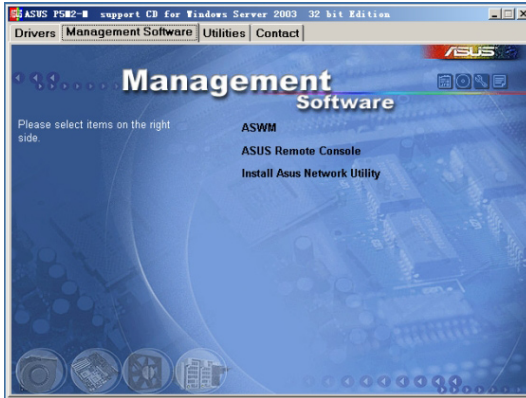 ASUS P5M2-M support CD for Windows Server 2003 32 bit Edition
Drivers Management Software Utilities Contact
ASUS
Management
Software
Please select items on the right
side.
ASWM
ASUS Remote Console
Install Asus Network Utility